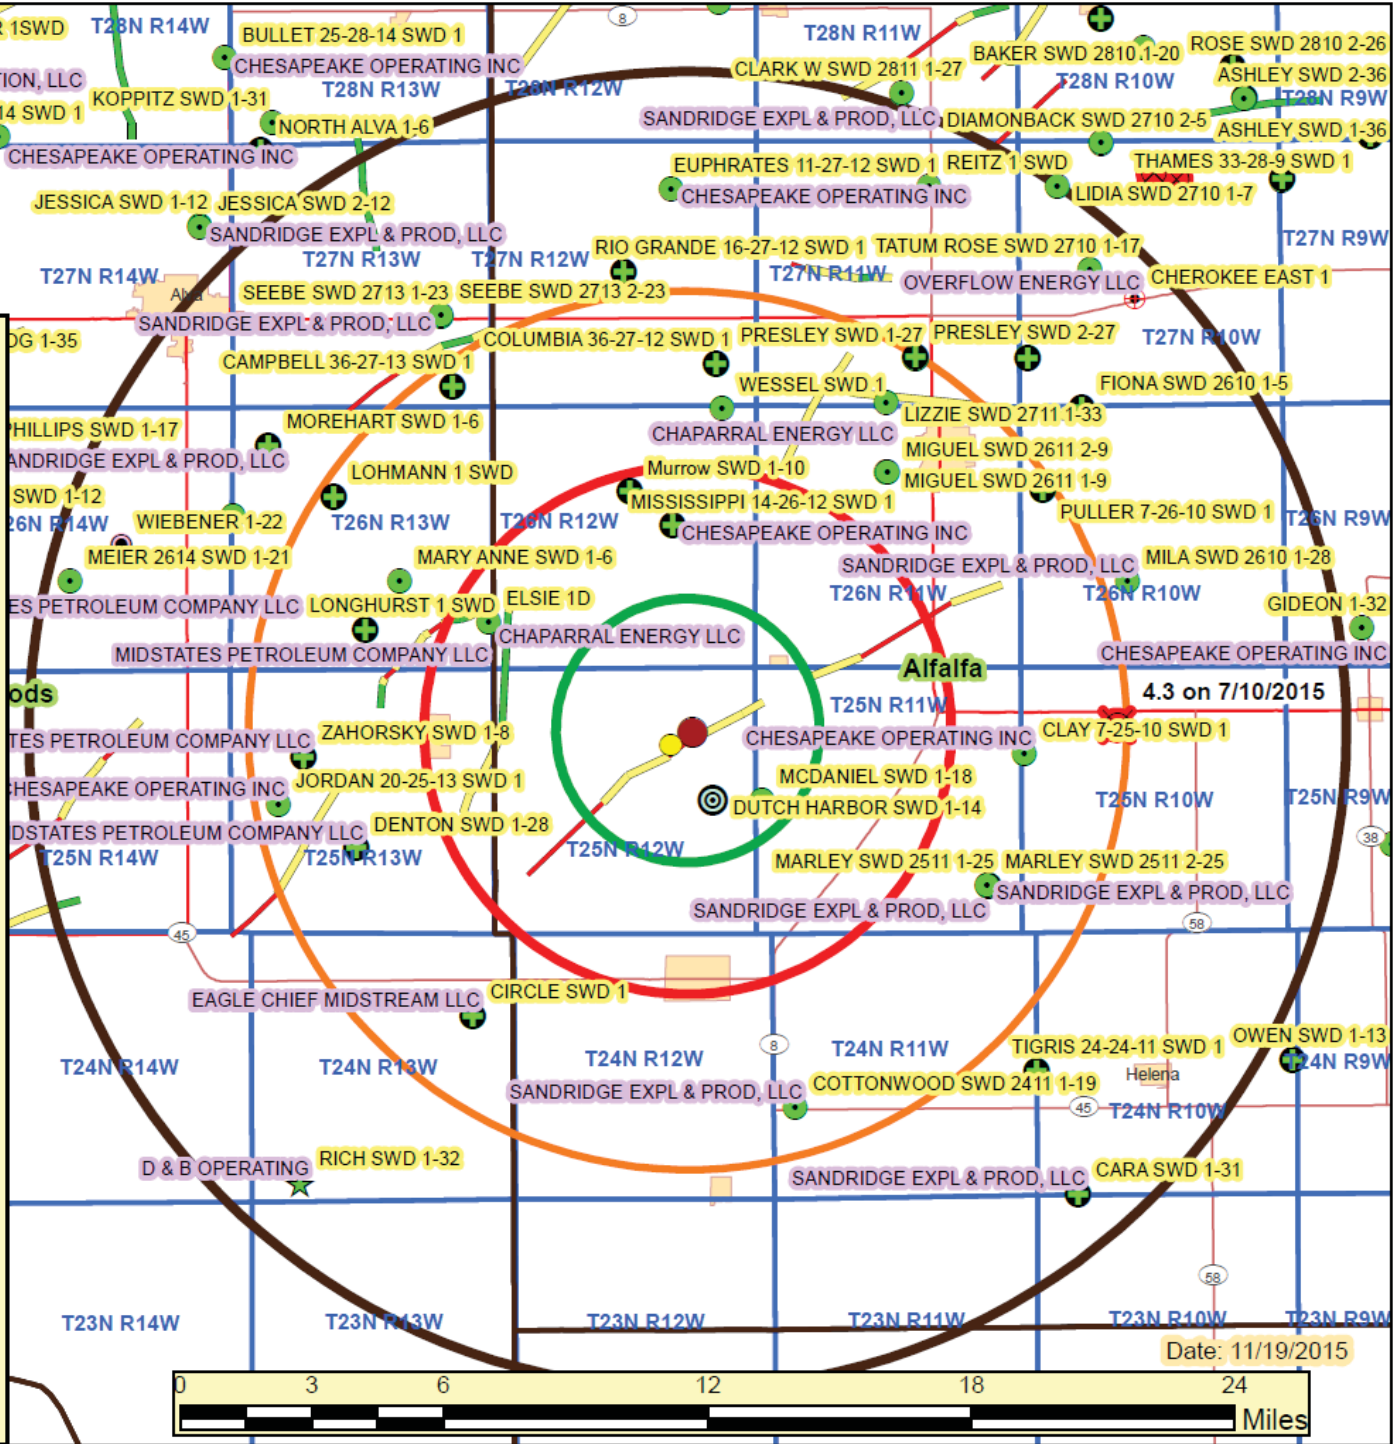 R 1SWD
T28N R14W
BULLET 25-28-14 SWD 1
8
T28N R11W
BAKER SWD 2810 1-20
ROSE SWD 2810 2-26
TION, LLC
CHESAPEAKE OPERATING INC
CLARK W SWD 2811 1-27
ASHLEY SWD 2-36
KOPPITZ SWD 1-31
T28N R13W
T28N R12W
T28N R10W
T28N R9W
14 SWD 1
NORTH ALVA 1-6
SANDRIDGE EXPL & PROD, LLC
DIAMONBACK SWD 2710 2-5
ASHLEY SWD 1-36
CHESAPEAKE OPERATING INC
EUPHRATES 11-27-12 SWD 1
REITZ 1 SWD
THAMES 33-28-9 SWD 1
JESSICA SWD 1-12
JESSICA SWD 2-12
CHESAPEAKE OPERATING INC
LIDIA SWD 2710 1-7
SANDRIDGE EXPL & PROD, LLC
T27N R14W
T27N R13W
T27N R12W
RIO GRANDE 16-27-12 SWD 1
TATUM ROSE SWD 2710 1-17
T27N R9W
T27N R11W
OVERFLOW ENERGY LLC
CHEROKEE EAST 1
Alva
SEEBE SWD 2713 1-23
SEEBE SWD 2713 2-23
SANDRIDGE EXPL & PROD, LLC
OG 1-35
COLUMBIA 36-27-12 SWD 1
PRESLEY SWD 1-27
PRESLEY SWD 2-27
T27N R10W
CAMPBELL 36-27-13 SWD 1
WESSEL SWD 1
FIONA SWD 2610 1-5
PHILLIPS SWD 1-17
MOREHART SWD 1-6
CHAPARRAL ENERGY LLC
LIZZIE SWD 2711 1-33
ANDRIDGE EXPL & PROD, LLC
LOHMANN 1 SWD
Murrow SWD 1-10
MIGUEL SWD 2611 2-9
MIGUEL SWD 2611 1-9
SWD 1-12
26N R14W
WIEBENER 1-22
T26N R13W
T26N R12W
MISSISSIPPI 14-26-12 SWD 1
CHESAPEAKE OPERATING INC
PULLER 7-26-10 SWD 1
T26N R9W
MEIER 2614 SWD 1-21
MARY ANNE SWD 1-6
SANDRIDGE EXPL & PROD, LLC
MILA SWD 2610 1-28
ES PETROLEUM COMPANY LLC
LONGHURST 1 SWD
ELSIE 1D
T26N R11W
T26N R10W
GIDEON 1-32
CHAPARRAL ENERGY LLC
MIDSTATES PETROLEUM COMPANY LLC
CHESAPEAKE OPERATING INC
ods
Alfalfa
4.3 on 7/10/2015
T25N R11W
TES PETROLEUM COMPANY LLC
ZAHORSKY SWD 1-8
CHESAPEAKE OPERATING INC
CLAY 7-25-10 SWD 1
CHESAPEAKE OPERATING INC
JORDAN 20-25-13 SWD 1
MCDANIEL SWD 1-18
DUTCH HARBOR SWD 1-14
T25N R10W
T25N R9W
DSTATES PETROLEUM COMPANY LLC
DENTON SWD 1-28
38
T25N R14W
T25N R13W
T25N R12W
MARLEY SWD 2511 1-25
MARLEY SWD 2511 2-25
SANDRIDGE EXPL & PROD, LLC
SANDRIDGE EXPL & PROD, LLC
45
58
EAGLE CHIEF MIDSTREAM LLC
CIRCLE SWD 1
T24N R14W
T24N R13W
T24N R12W
8
T24N R11W
TIGRIS 24-24-11 SWD 1
OWEN SWD 1-13
T24N R9W
Helena
SANDRIDGE EXPL & PROD, LLC
COTTONWOOD SWD 2411 1-19
45
T24N R10W
D & B OPERATING
RICH SWD 1-32
SANDRIDGE EXPL & PROD, LLC
CARA SWD 1-31
58
T23N R14W
T23N R13W
T23N R12W
T23N R11W
T23N R10W
T23N R9W
Date: 11/19/2015
0 3 6 12 18 24
Miles